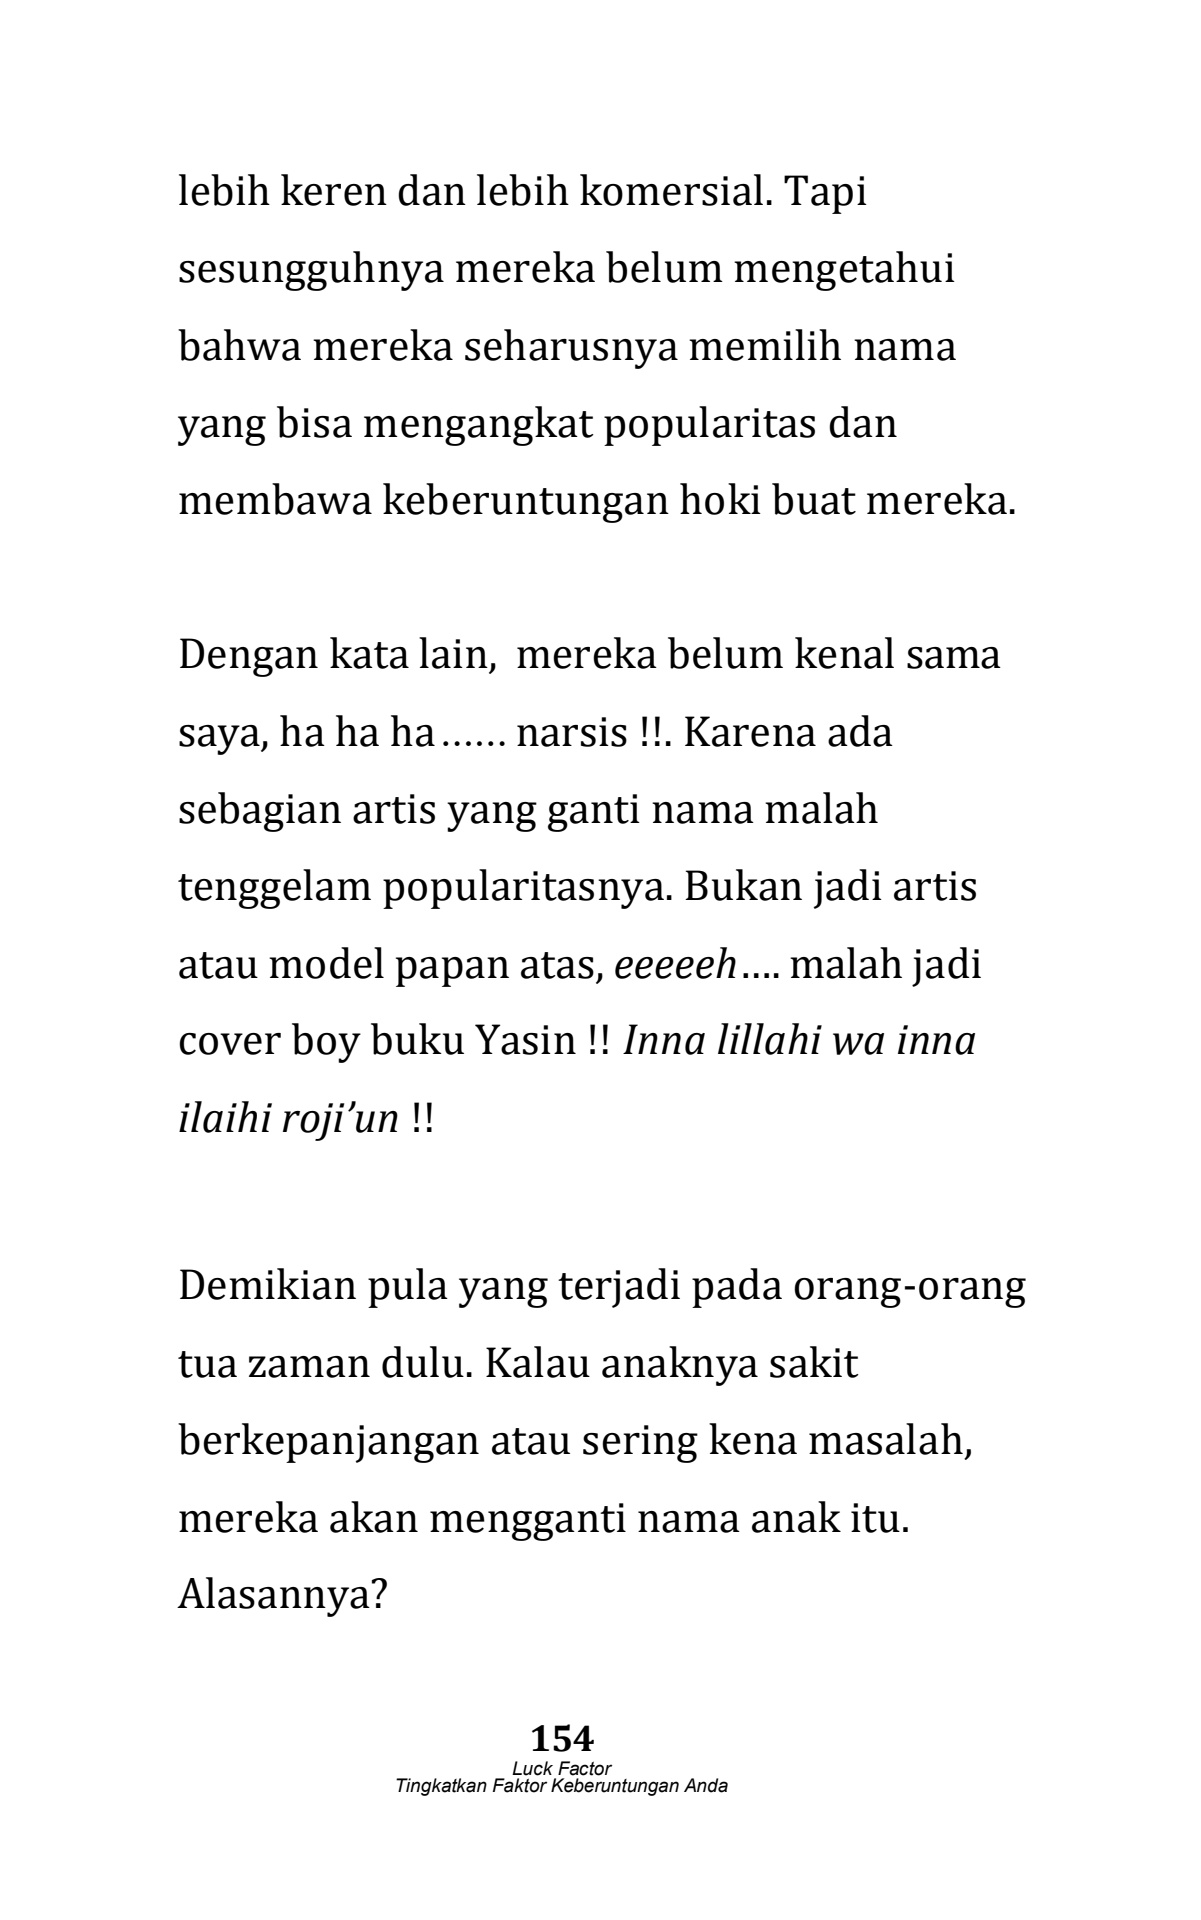 lebih keren dan lebih komersial. Tapi
sesungguhnya mereka belum mengetahui
bahwa mereka seharusnya memilih nama
yang bisa mengangkat popularitas dan
membawa keberuntungan hoki buat mereka.
Dengan kata lain,  mereka belum kenal sama
saya, ha ha ha…… narsis !!. Karena ada
sebagian artis yang ganti nama malah
tenggelam popularitasnya. Bukan jadi artis
atau model papan atas, eeeeeh…. malah jadi
cover boy buku Yasin !! Inna lillahi wa inna
ilaihi roji’un !!
Demikian pula yang terjadi pada orang-orang
tua zaman dulu. Kalau anaknya sakit
berkepanjangan atau sering kena masalah,
mereka akan mengganti nama anak itu.
Alasannya?
154
Luck Factor
Tingkatkan Faktor Keberuntungan Anda